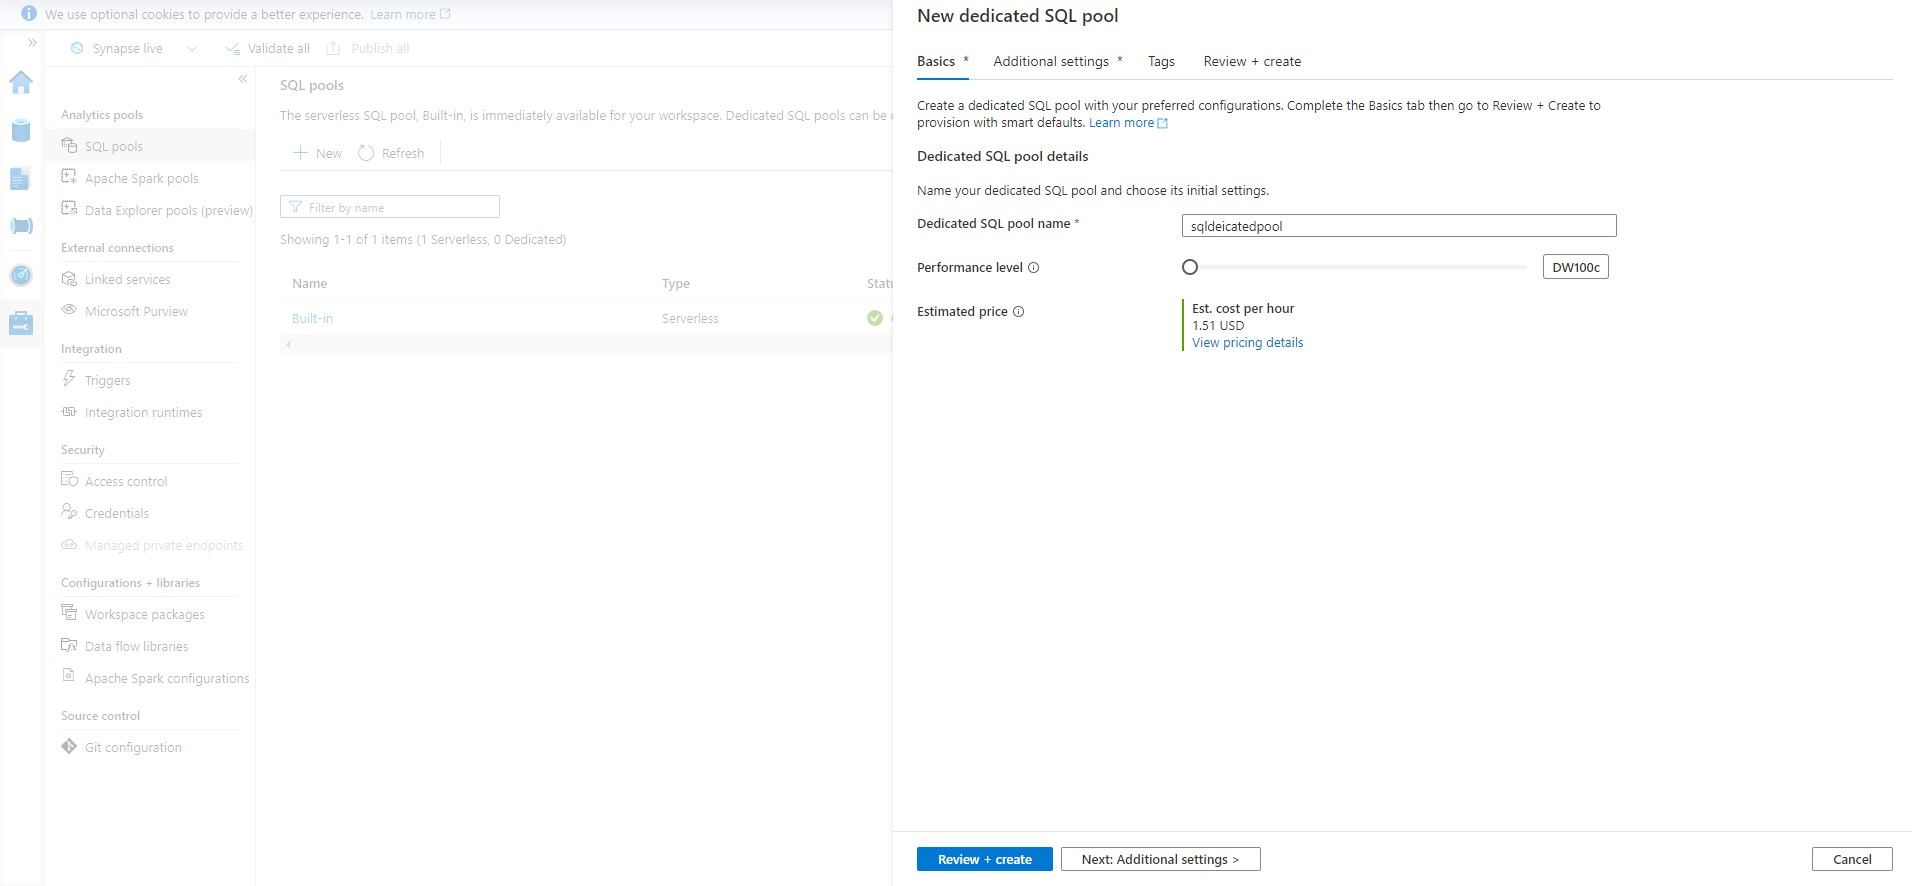 We use optional cookies to provide a better experience. Learn more
Synapse live
Validate all
Publish all
Analytics pools
SQL pools
Apache Spark pools
Data Explorer pools (preview)
External connections
Linked services
Microsoft Purview
Integration
Triggers
Integration runtimes
Security
Access control
Credentials
Managed private endpoints
Configurations + libraries
Workspace packages
Data flow libraries
Apache Spark configurations
Source control
Git configuration
SQL pools
The serverless SQL pool, Built-in, is immediately available for your workspace. Dedicated SQL pools can be
New
Refresh
Filter by name
Showing 1-1 of 1 items (1 Serverless, 0 Dedicated)
Name Type
Built-in Serverless
New dedicated SQL pool
Basics * Additional settings * Tags Review + create
Create a dedicated SQL pool with your preferred configurations. Complete the Basics tab then go to Review + Create to
provision with smart defaults. Learn more
Dedicated SQL pool details
Name your dedicated SQL pool and choose its initial settings.
Dedicated SQL pool name * sqldeicatedpool
Performance level DW100c
Estimated price
Est. cost per hour
1.51 USD
View pricing details
Review + create Next: Additional settings > Cancel